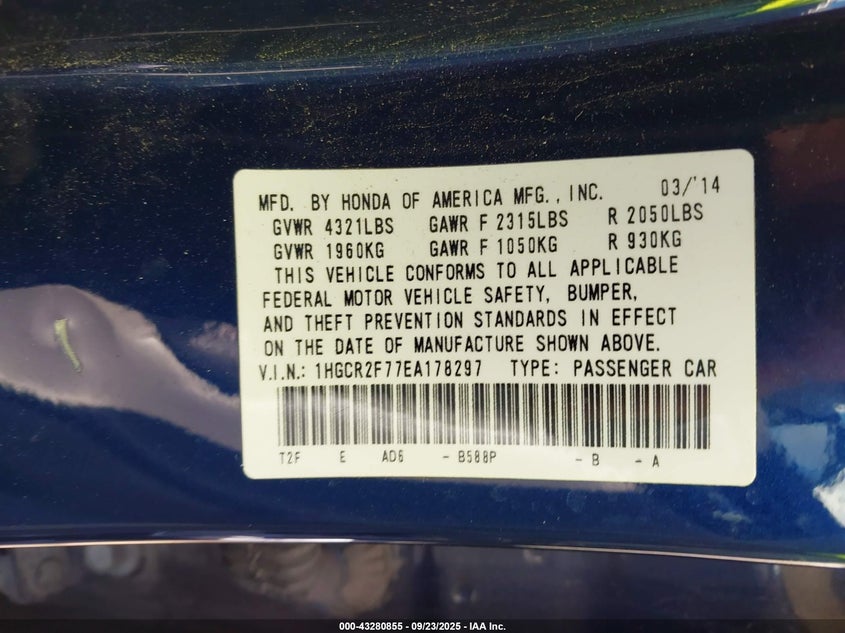 MFD. BY HONDA OF AMERICA MFG., INC. 03/'14
GVWR 4321LBS GAWR F 2315LBS R 2050LBS
GVWR 1960KG GAWR F 1050KG R 930KG
THIS VEHICLE CONFORMS TO ALL APPLICABLE
FEDERAL MOTOR VEHICLE SAFETY, BUMPER,
AND THEFT PREVENTION STANDARDS IN EFFECT
ON THE DATE OF MANUFACTURE SHOWN ABOVE.
V.I.N.: 1HGCR2F77EA178297 TYPE: PASSENGER CAR
T2F E AD6 - B588P - B - A
000-43280855 - 09/23/2025 - IAA Inc.